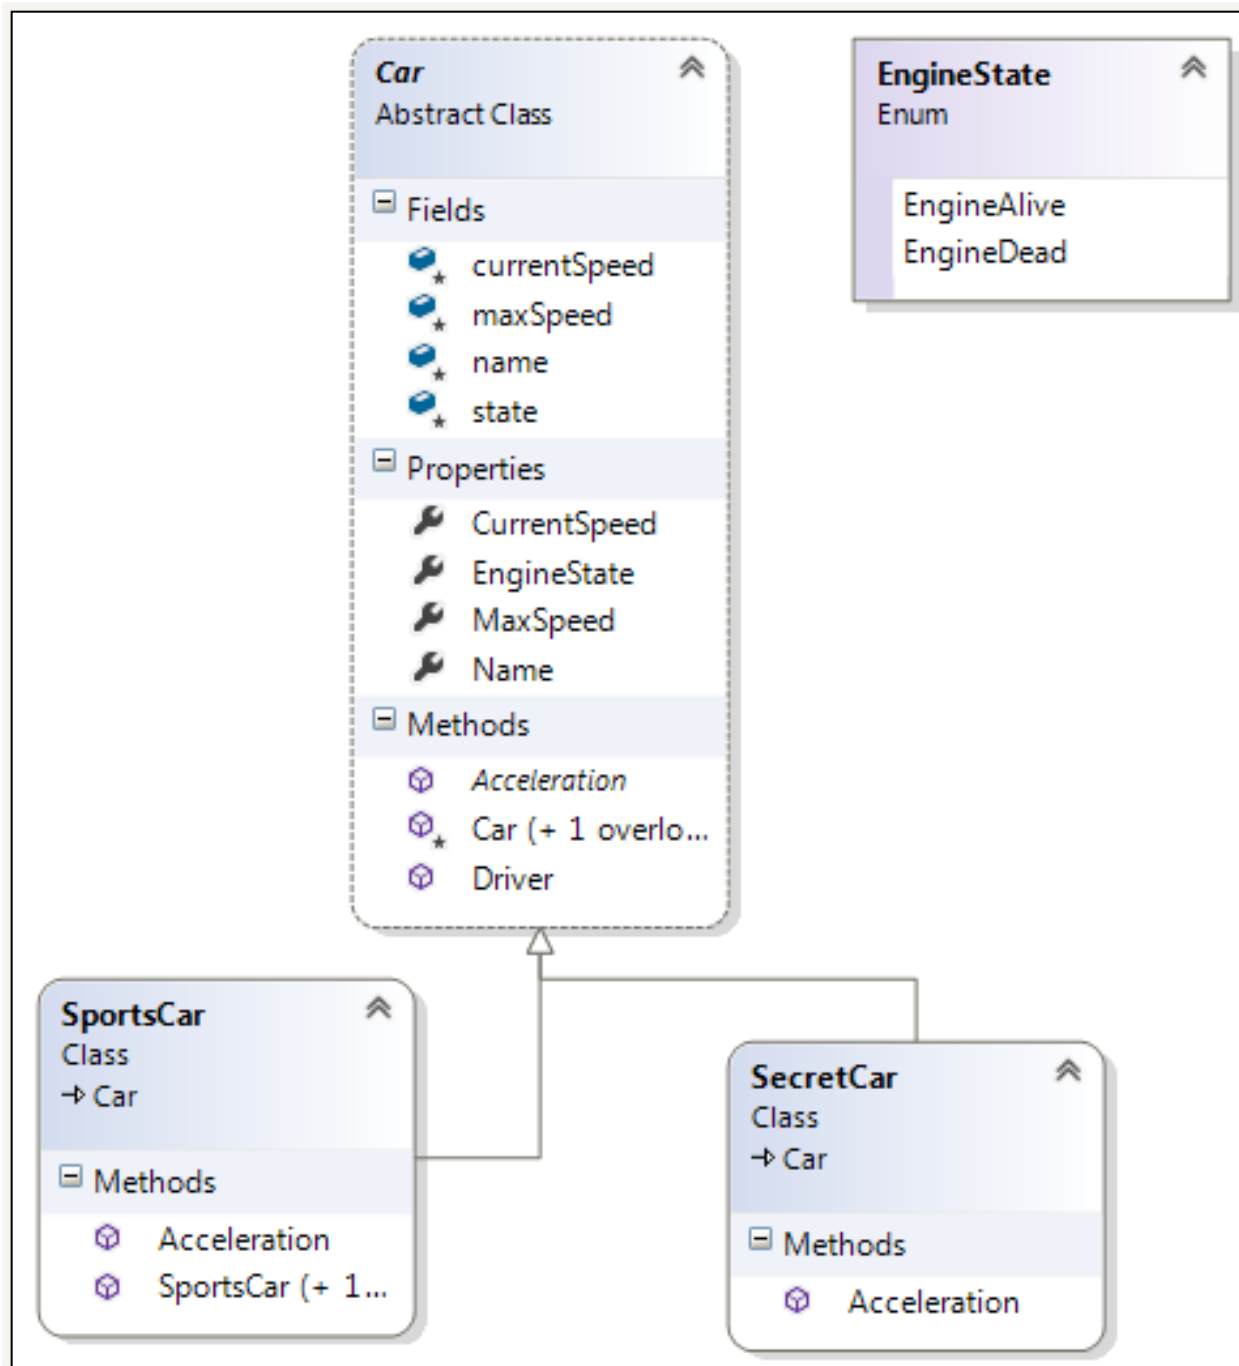 Car
Abstract Class
Fields
currentSpeed
maxSpeed
name
state
Properties
CurrentSpeed
EngineState
MaxSpeed
Name
Methods
Acceleration
Car (+ 1 overlo...
Driver
EngineState
Enum
EngineAlive
EngineDead
SportsCar
Class
Car
Methods
Acceleration
SportsCar (+ 1...
SecretCar
Class
Car
Methods
Acceleration